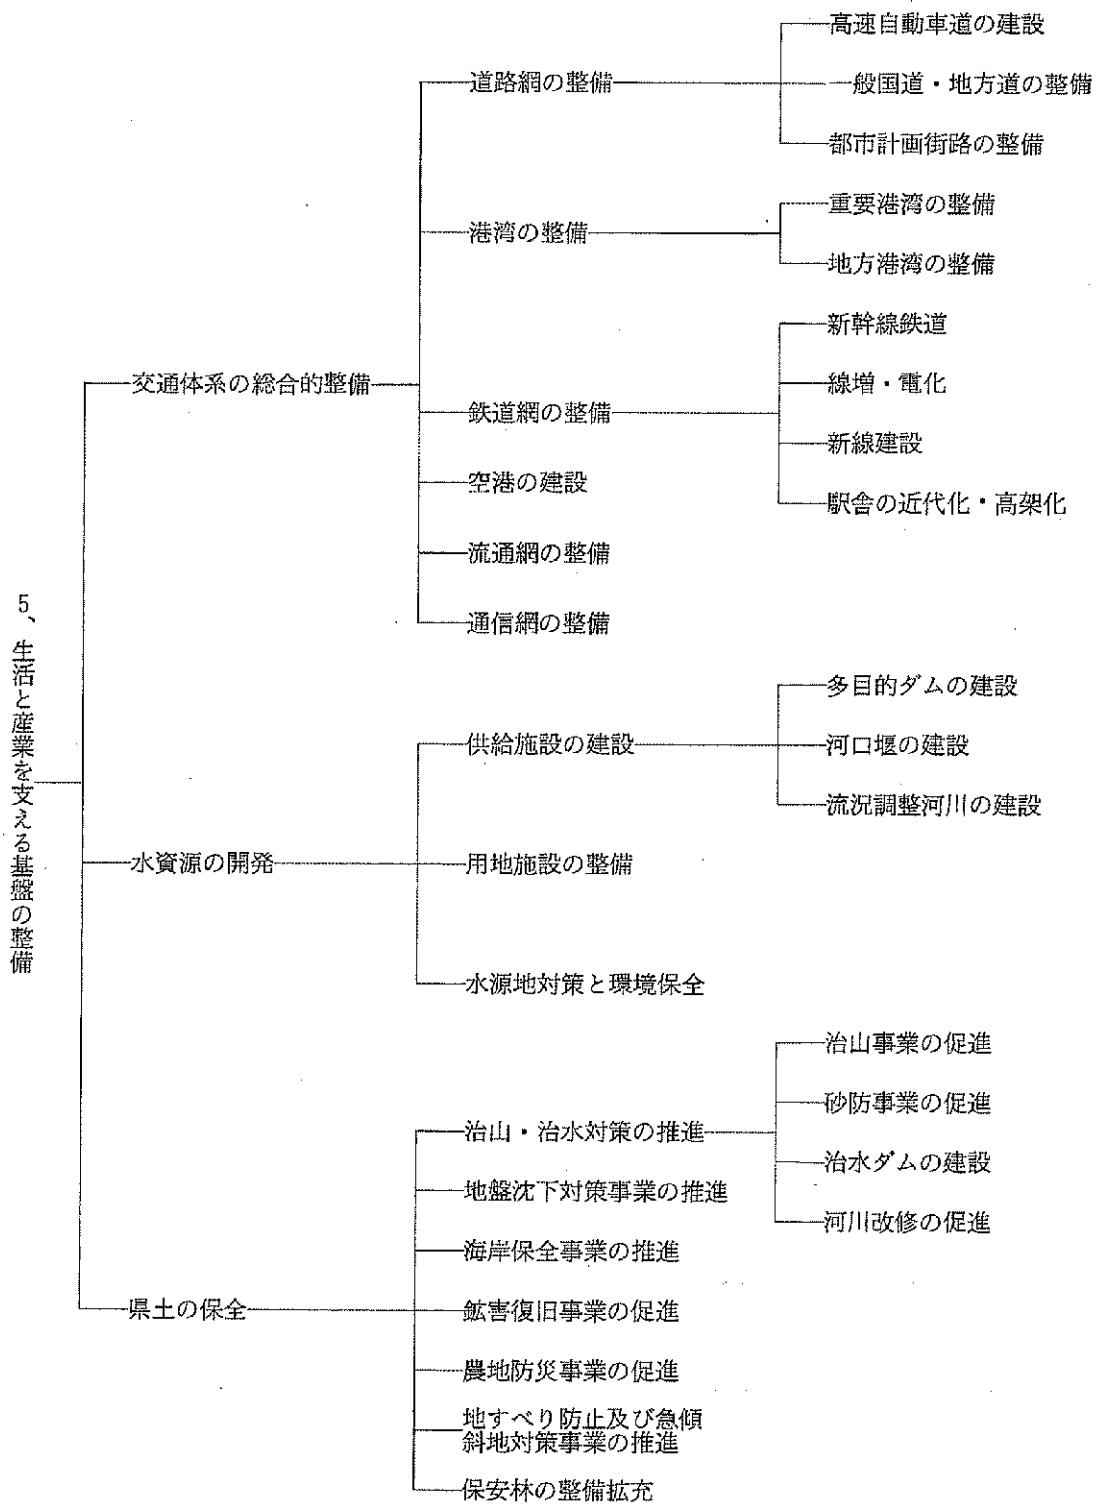 5、生活と産業を支える基盤の整備
交通体系の総合的整備
道路網の整備
高速自動車道の建設
一般国道・地方道の整備
都市計画街路の整備
港湾の整備
重要港湾の整備
地方港湾の整備
鉄道網の整備
新幹線鉄道
線増・電化
新線建設
駅舎の近代化・高架化
空港の建設
流通網の整備
通信網の整備
水資源の開発
供給施設の建設
多目的ダムの建設
河口堰の建設
流況調整河川の建設
用地施設の整備
水源地対策と環境保全
県土の保全
治山・治水対策の推進
治山事業の促進
砂防事業の促進
治水ダムの建設
河川改修の促進
地盤沈下対策事業の推進
海岸保全事業の推進
鉱害復旧事業の促進
農地防災事業の促進
地すべり防止及び急傾
斜地対策事業の推進
保安林の整備拡充